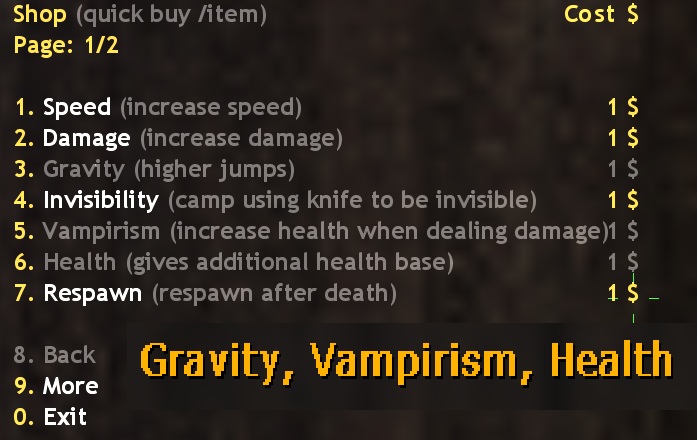 Shop (quick buy /item) Cost $
Page: 1/2
1. Speed (increase speed) 1 $
2. Damage (increase damage) 1 $
3. Gravity (higher jumps) 1 $
4. Invisibility (camp using knife to be invisible) 1 $
5. Vampirism (increase health when dealing damage) 1 $
6. Health (gives additional health base) 1 $
7. Respawn (respawn after death) 1 $
8. Back
Gravity, Vampirism, Health
9. More
0. Exit